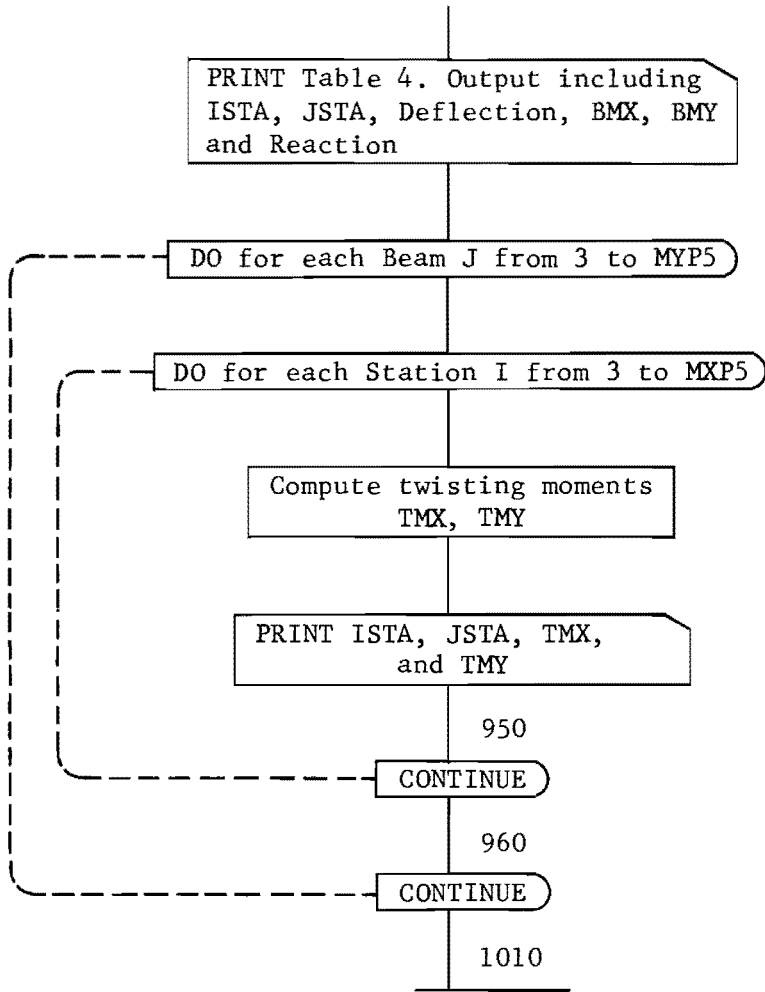 PRINT Table 4. Output including
ISTA, JSTA, Deflection, BMX, BMY
and Reaction
DO for each Beam J from 3 to MYP5
DO for each Station I from 3 to MXP5
Compute twisting moments
TMX, TMY
PRINT ISTA, JSTA, TMX,
and TMY
950
CONTINUE
960
CONTINUE
1010